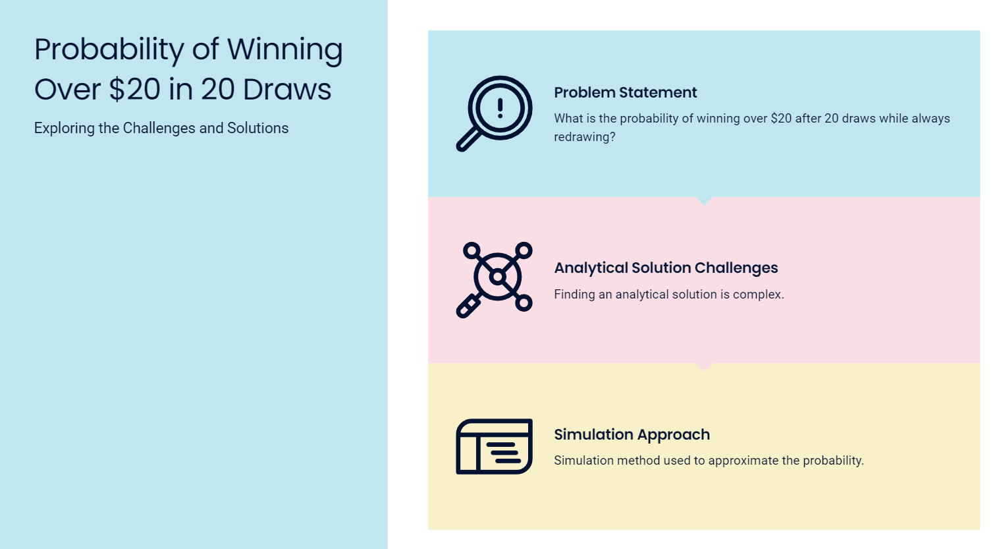 Probability of Winning
Over $20 in 20 Draws
Exploring the Challenges and Solutions
Problem Statement
What is the probability of winning over $20 after 20 draws while always
redrawing?
Analytical Solution Challenges
Finding an analytical solution is complex.
Simulation Approach
Simulation method used to approximate the probability.